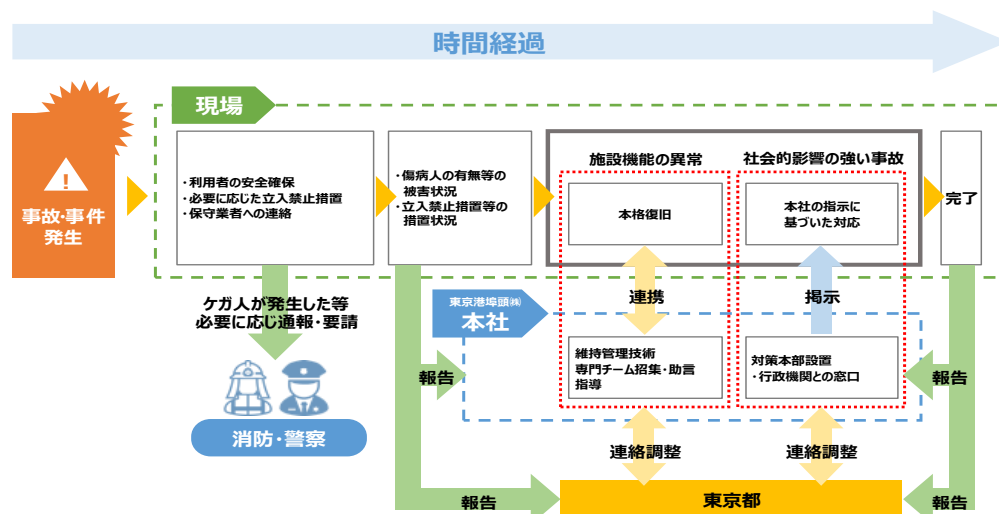 時間経過
現場
事故・事件
発生
・利用者の安全確保
・必要に応じた立入禁止措置
・保守業者への連絡
・傷病人の有無等の
被害状況
・立入禁止措置等の
措置状況
施設機能の異常
本格復旧
社会的影響の強い事故
本社の指示に
基づいた対応
完了
ケガ人が発生した等
必要に応じ通報・要請
消防・警察
東京港埠頭㈱
本社
連携
掲示
報告
維持管理技術
専門チーム招集・助言
指導
対策本部設置
・行政機関との窓口
報告
連絡調整
連絡調整
報告
東京都
報告